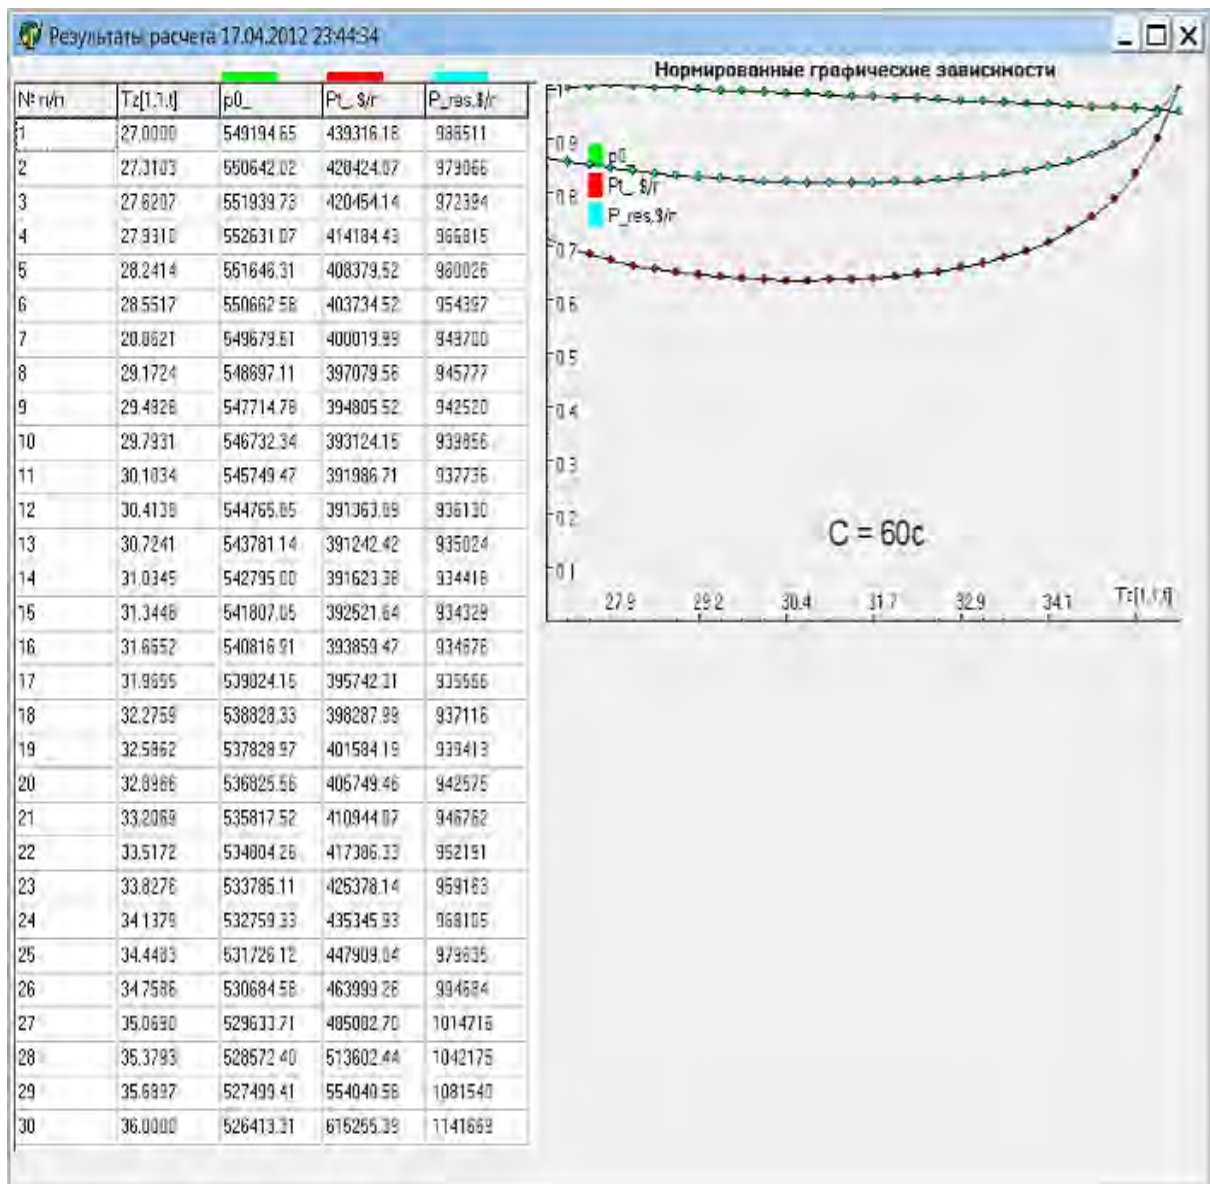 Результаты расчета 17.04.2012 23:44:34
№ п/п Tz[1,1,t] p0_ Pt_, $/г P_res,$/г
1 27.0000 549194.65 439316.18 988511
2 27.3103 550642.02 428424.07 979066
3 27.6207 551939.73 420454.14 972394
4 27.9310 552631.07 414184.43 966815
5 28.2414 551646.31 408379.52 960026
6 28.5517 550662.58 403734.52 954397
7 28.8621 549679.61 400019.99 949700
8 29.1724 548697.11 397079.56 945777
9 29.4828 547714.78 394805.52 942520
10 29.7931 546732.34 393124.15 939856
11 30.1034 545749.47 391986.71 937736
12 30.4138 544765.85 391363.89 936130
13 30.7241 543781.14 391242.42 935024
14 31.0345 542795.00 391623.38 934418
15 31.3448 541807.05 392521.64 934329
16 31.6552 540816.91 393859.47 934676
17 31.9655 539824.15 395742.31 935566
18 32.2759 538828.33 398287.99 937116
19 32.5862 537828.97 401584.19 939413
20 32.8966 536825.56 405749.46 942575
21 33.2069 535817.52 410944.87 946762
22 33.5172 534804.26 417386.33 952191
23 33.8276 533785.11 425378.14 959163
24 34.1379 532759.33 435345.93 968105
25 34.4483 531726.12 447909.04 979635
26 34.7586 530684.58 463999.28 994684
27 35.0690 529633.71 485082.70 1014716
28 35.3793 528572.40 513602.44 1042175
29 35.6897 527499.41 554040.58 1081540
30 36.0000 526413.31 615255.39 1141669
Нормированные графические зависимости
1
0.9
0.8
0.7
0.6
0.5
0.4
0.3
0.2
0.1
p0_
Pt_, $/г
P_res,$/г
C = 60c
27.9 29.2 30.4 31.7 32.9 34.1 Tz[1,1,t]